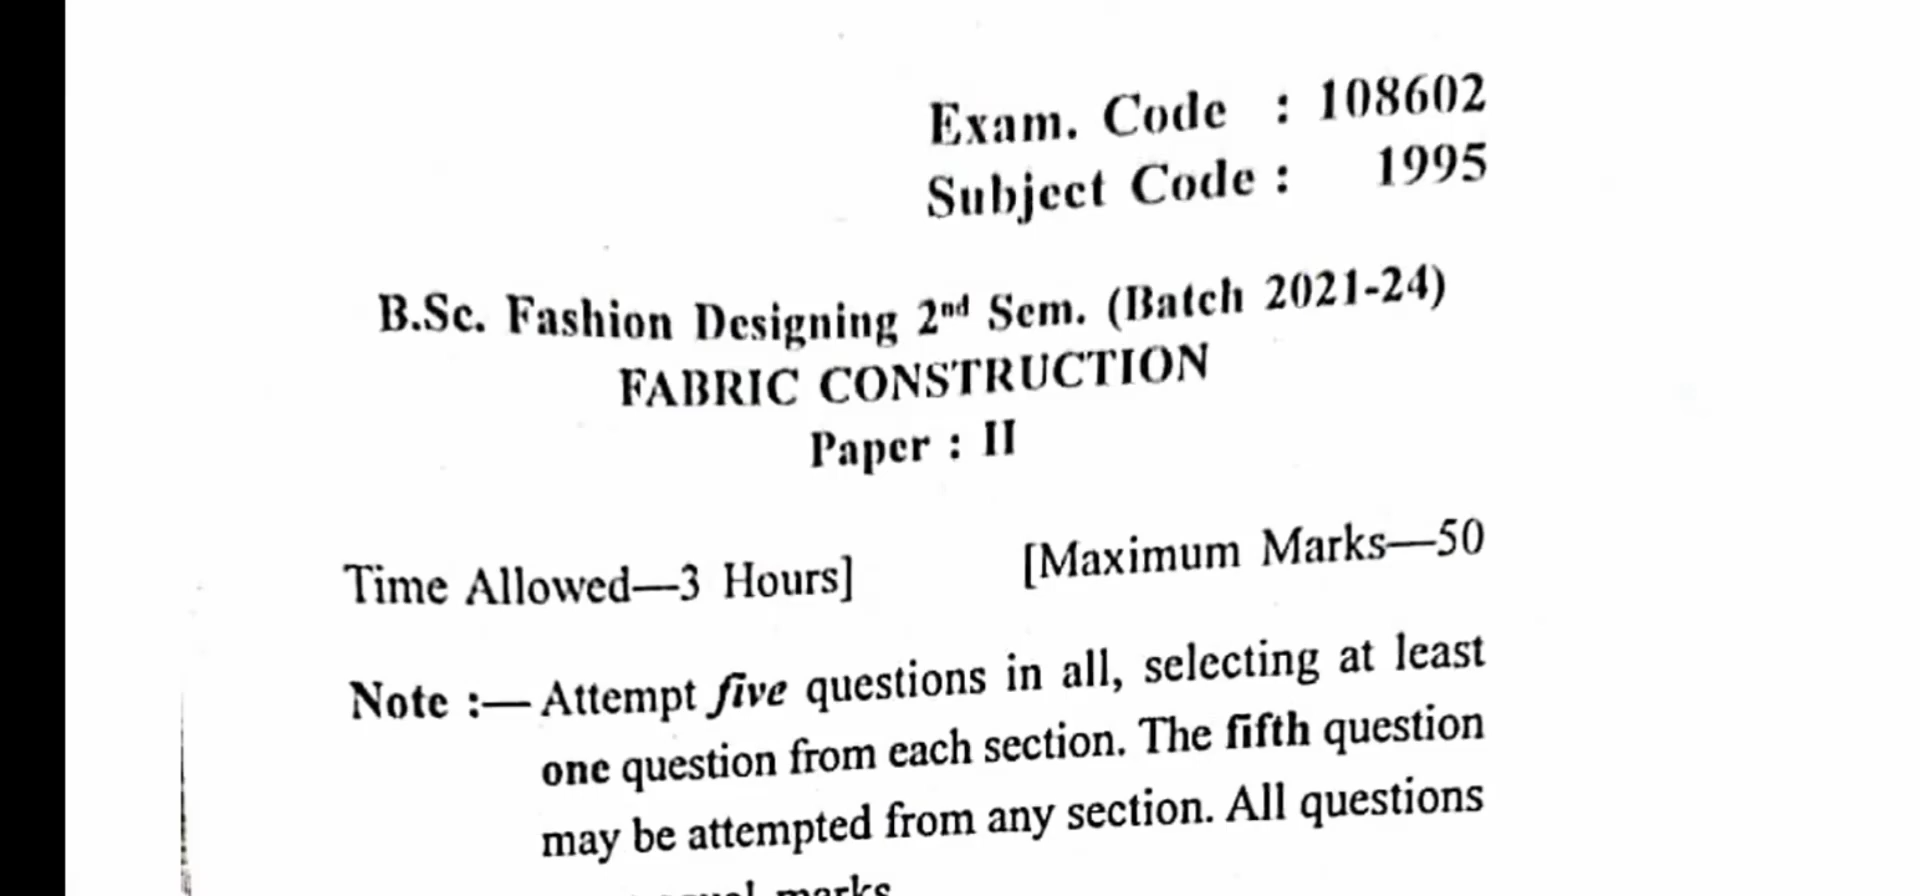 Exam. Code : 108602
Subject Code : 1995
B.Sc. Fashion Designing 2nd Sem. (Batch 2021-24)
FABRIC CONSTRUCTION
Paper : II
Time Allowed—3 Hours] [Maximum Marks—50
Note :— Attempt five questions in all, selecting at least
one question from each section. The fifth question
may be attempted from any section. All questions
marks